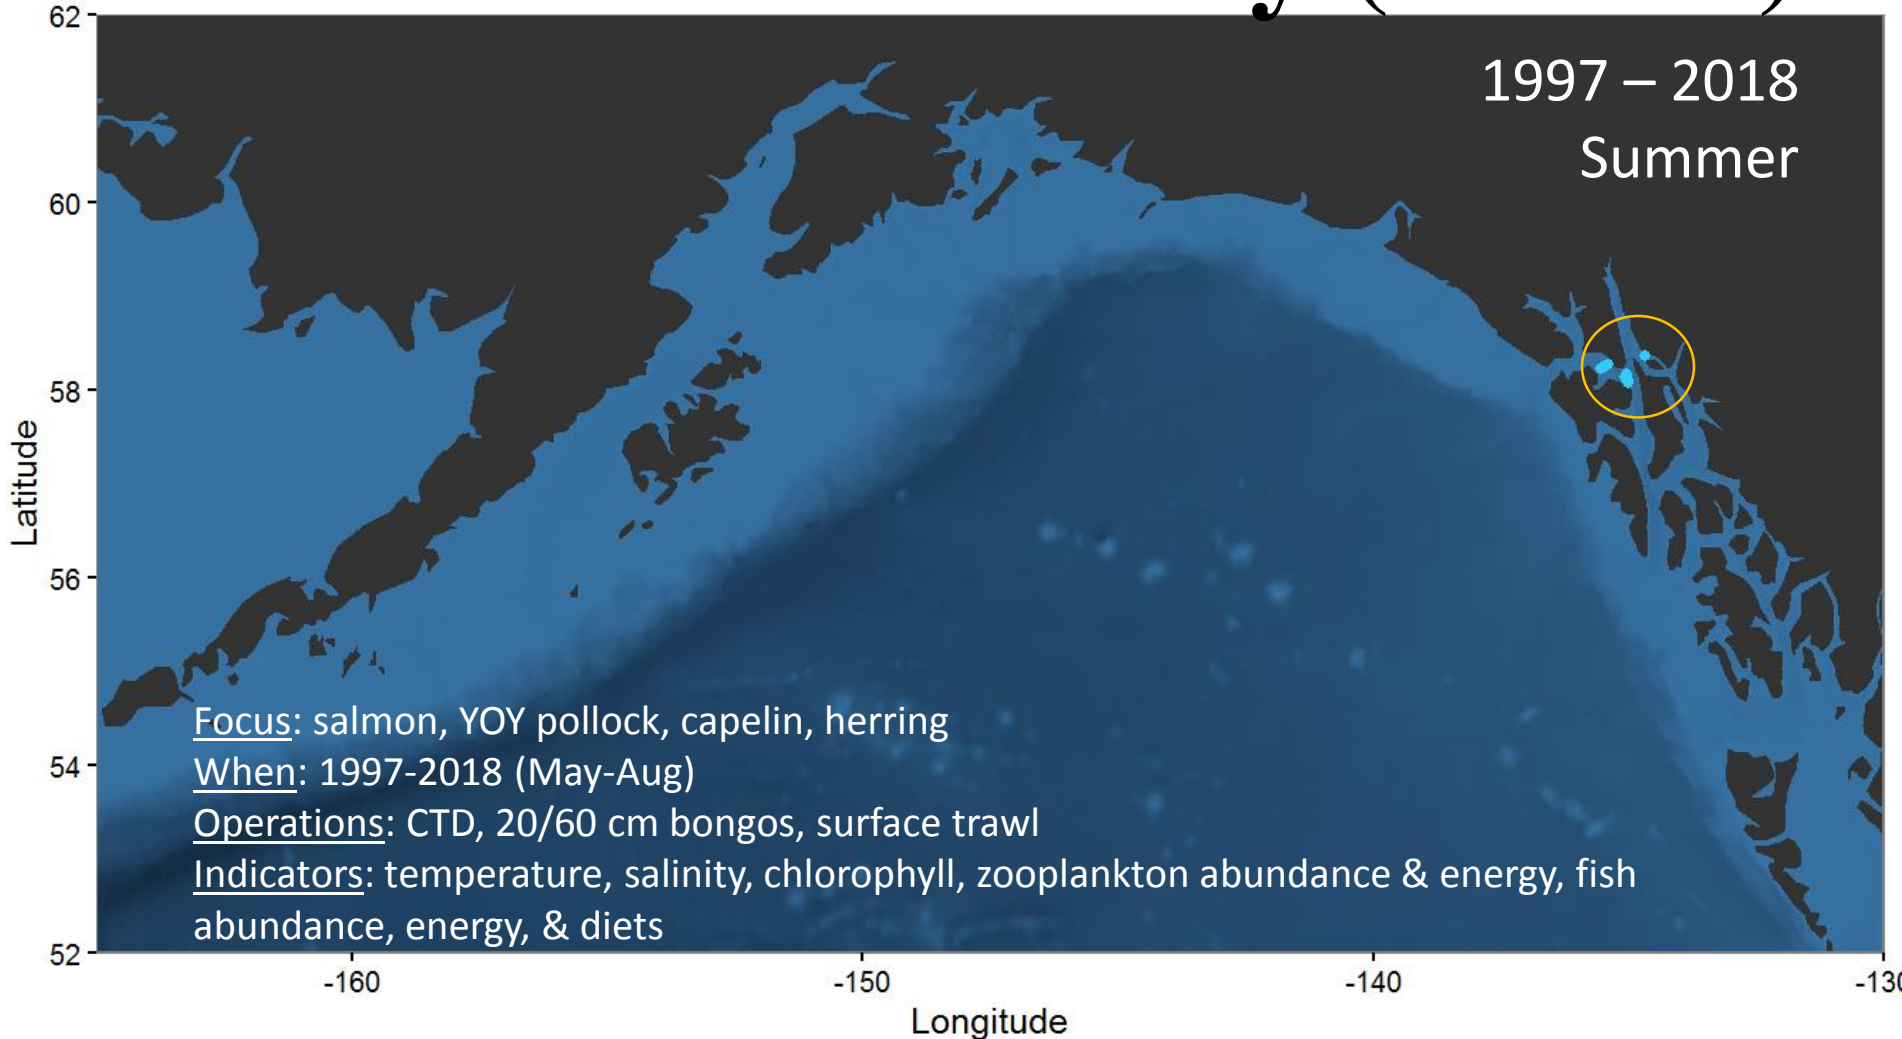 1997 – 2018
Summer
62
60
58
56
54
52
Latitude
Focus: salmon, YOY pollock, capelin, herring
When: 1997-2018 (May-Aug)
Operations: CTD, 20/60 cm bongos, surface trawl
Indicators: temperature, salinity, chlorophyll, zooplankton abundance & energy, fish
abundance, energy, & diets
-160
-150
-140
Longitude